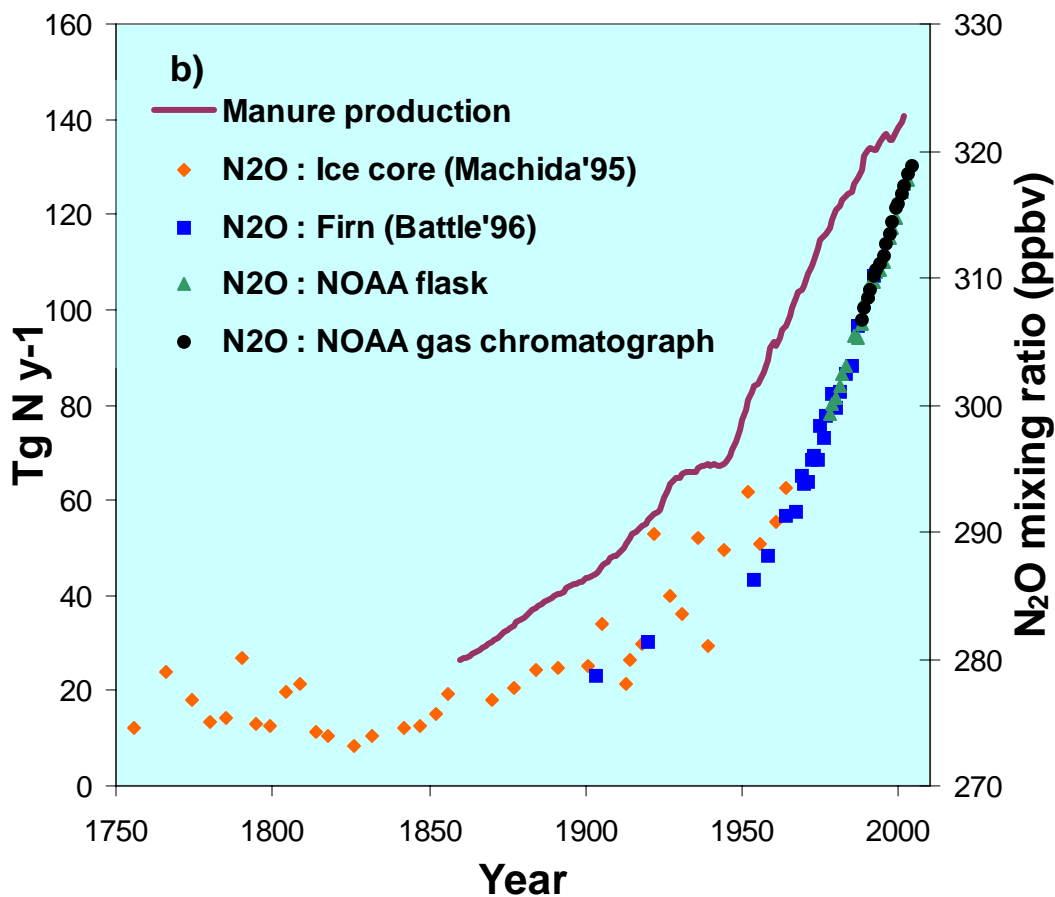 b)
Manure production
N2O : Ice core (Machida'95)
N2O : Firn (Battle'96)
N2O : NOAA flask
N2O : NOAA gas chromatograph
Tg N y-1
160
140
120
100
80
60
40
20
0
N₂O mixing ratio (ppbv)
330
320
310
300
290
280
270
1750 1800 1850 1900 1950 2000
Year